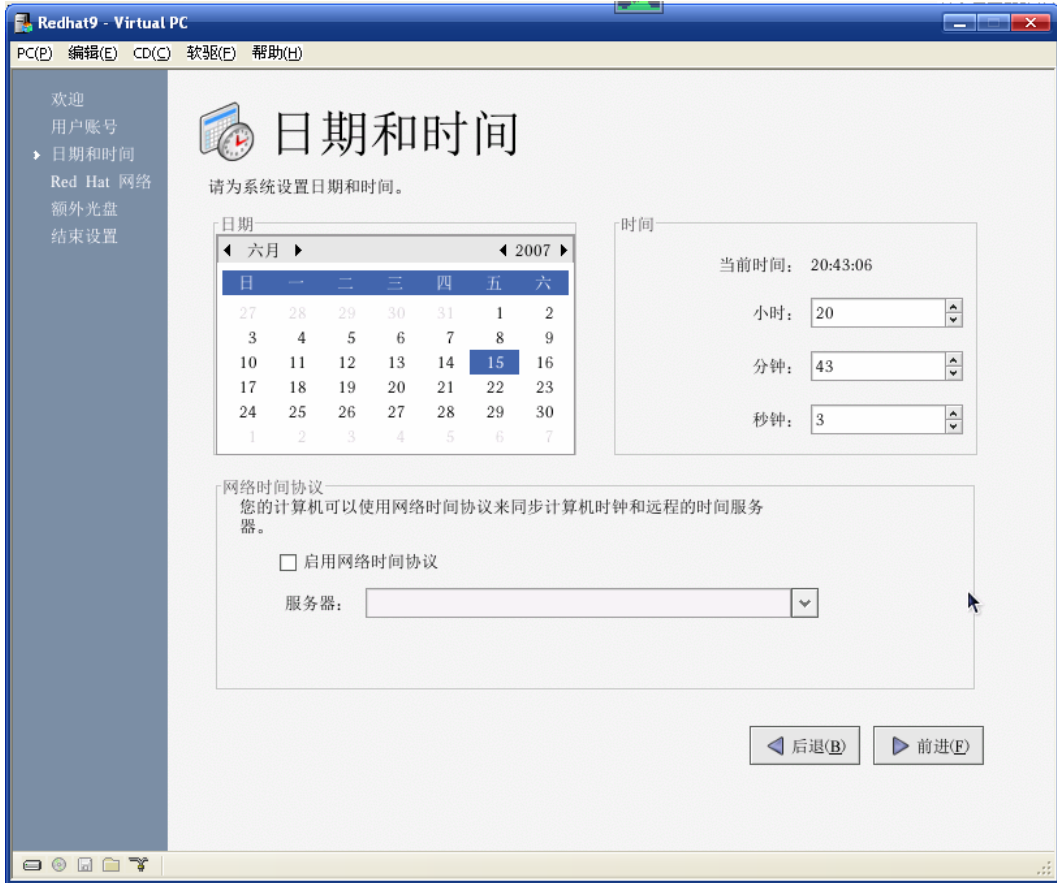 Redhat9 - Virtual PC
PC(P) 编辑(E) CD(C) 软驱(F) 帮助(H)
欢迎
用户账号
日期和时间
Red Hat 网络
额外光盘
结束设置
日期和时间
请为系统设置日期和时间。
日期
六月 2007
日 一 二 三 四 五 六
27 28 29 30 31 1 2
3 4 5 6 7 8 9
10 11 12 13 14 15 16
17 18 19 20 21 22 23
24 25 26 27 28 29 30
1 2 3 4 5 6 7
时间
当前时间： 20:43:06
小时： 20
分钟： 43
秒钟： 3
网络时间协议
您的计算机可以使用网络时间协议来同步计算机时钟和远程的时间服务
器。
启用网络时间协议
服务器：
后退(B) 前进(F)